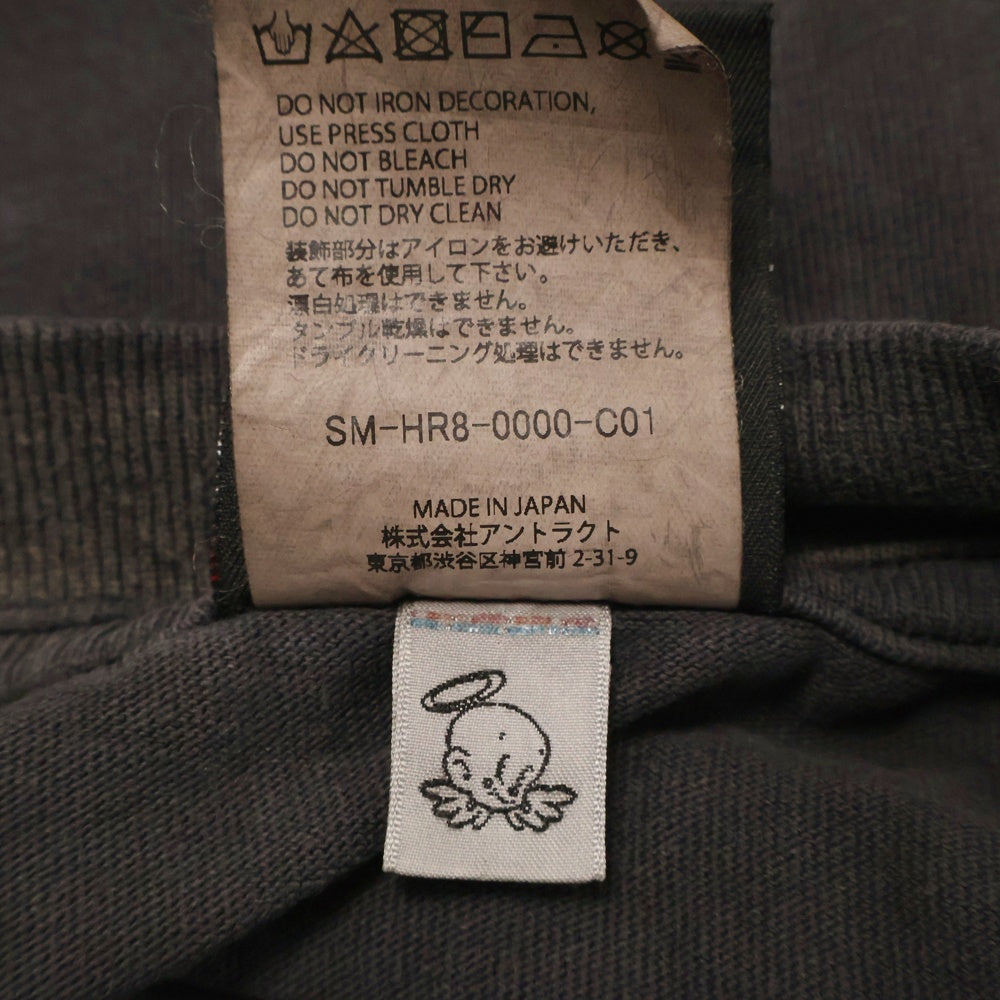 DO NOT IRON DECORATION,
USE PRESS CLOTH
DO NOT BLEACH
DO NOT TUMBLE DRY
DO NOT DRY CLEAN
装飾部分はアイロンをお避けいただき、
あて布を使用して下さい。
漂白処理はできません。
タンブル乾燥はできません。
ドライクリーニング処理はできません。
SM-HR8-0000-C01
MADE IN JAPAN
株式会社アントラクト
東京都渋谷区神宮前 2-31-9